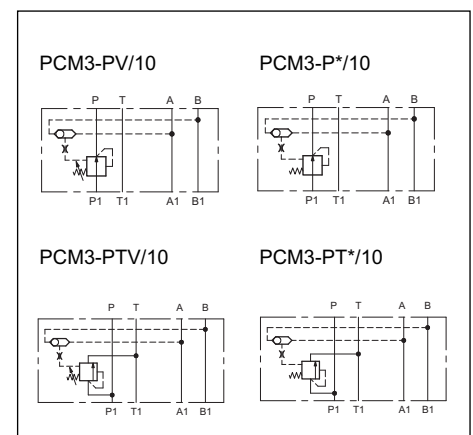 PCM3-PV/10 PCM3-P*/10
P T A B P T A B
P1 T1 A1 B1 P1 T1 A1 B1
PCM3-PTV/10 PCM3-PT*/10
P T A B P T A B
P1 T1 A1 B1 P1 T1 A1 B1